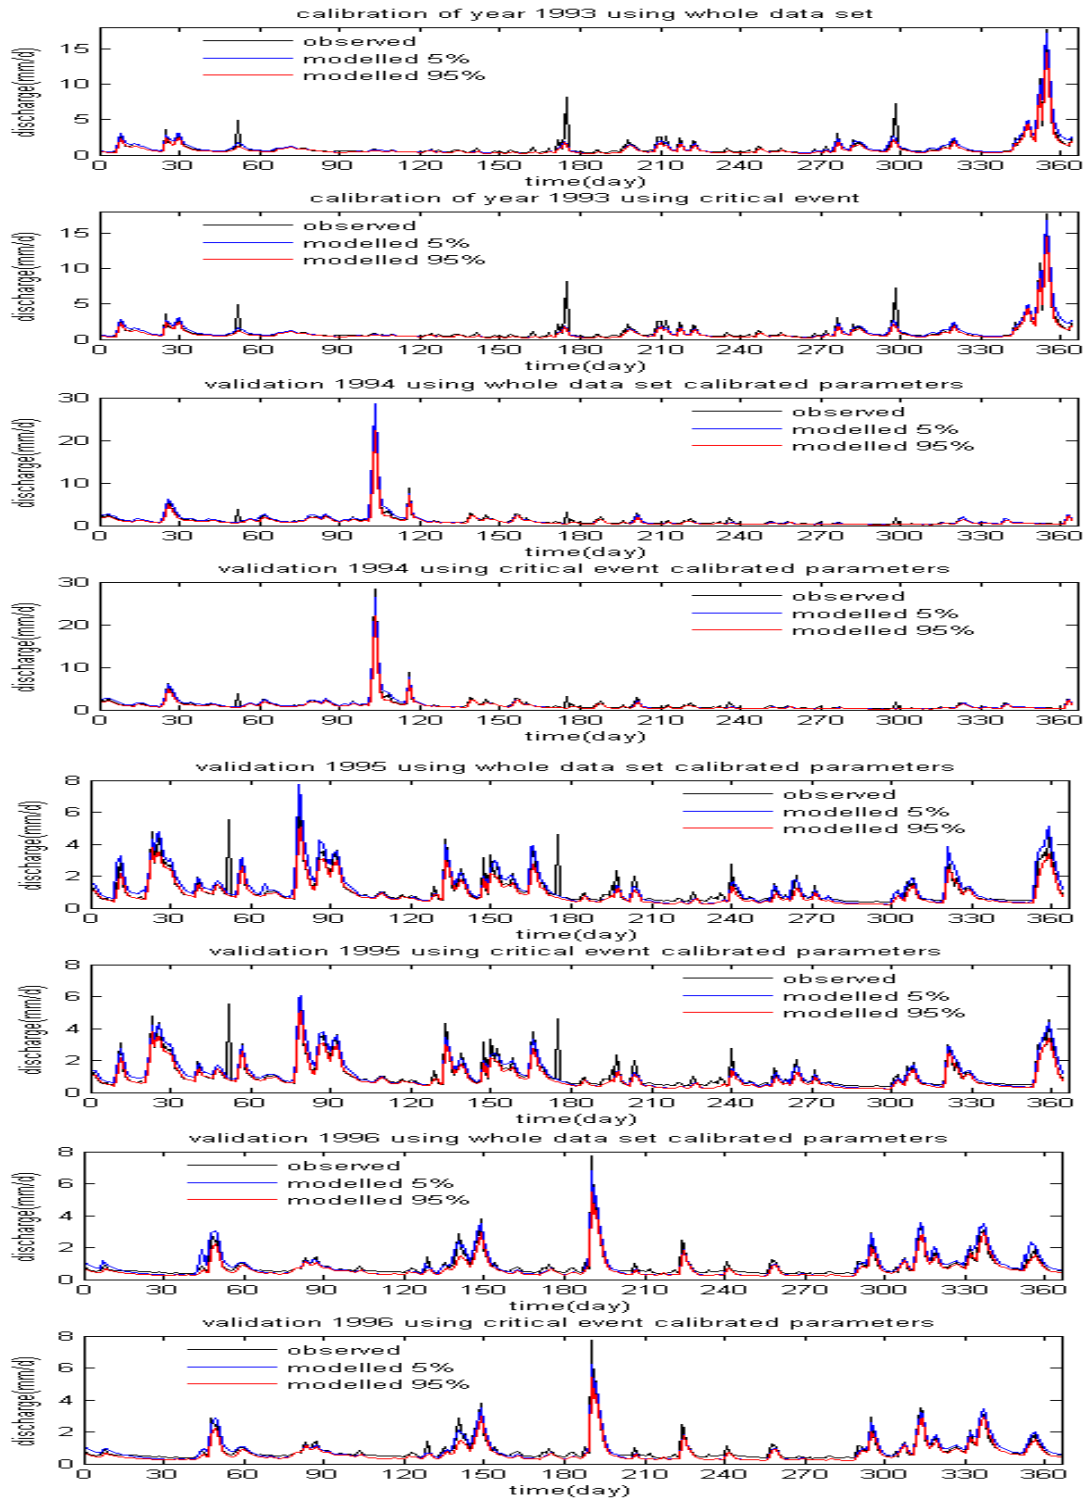 calibration of year 1993 using whole data set
observed
modelled 5%
modelled 95%
discharge(mm/d)
15
10
5
0
0 30 60 90 120 150 180 210 240 270 300 330 360
time(day)
calibration of year 1993 using critical event
observed
modelled 5%
modelled 95%
discharge(mm/d)
15
10
5
0
0 30 60 90 120 150 180 210 240 270 300 330 360
time(day)
validation 1994 using whole data set calibrated parameters
observed
modelled 5%
modelled 95%
discharge(mm/d)
30
20
10
0
0 30 60 90 120 150 180 210 240 270 300 330 360
time(day)
validation 1994 using critical event calibrated parameters
observed
modelled 5%
modelled 95%
discharge(mm/d)
30
20
10
0
0 30 60 90 120 150 180 210 240 270 300 330 360
time(day)
validation 1995 using whole data set calibrated parameters
observed
modelled 5%
modelled 95%
discharge(mm/d)
8
6
4
2
0
0 30 60 90 120 150 180 210 240 270 300 330 360
time(day)
validation 1995 using critical event calibrated parameters
observed
modelled 5%
modelled 95%
discharge(mm/d)
8
6
4
2
0
0 30 60 90 120 150 180 210 240 270 300 330 360
time(day)
validation 1996 using whole data set calibrated parameters
observed
modelled 5%
modelled 95%
discharge(mm/d)
8
6
4
2
0
0 30 60 90 120 150 180 210 240 270 300 330 360
time(day)
validation 1996 using critical event calibrated parameters
observed
modelled 5%
modelled 95%
discharge(mm/d)
8
6
4
2
0
0 30 60 90 120 150 180 210 240 270 300 330 360
time(day)